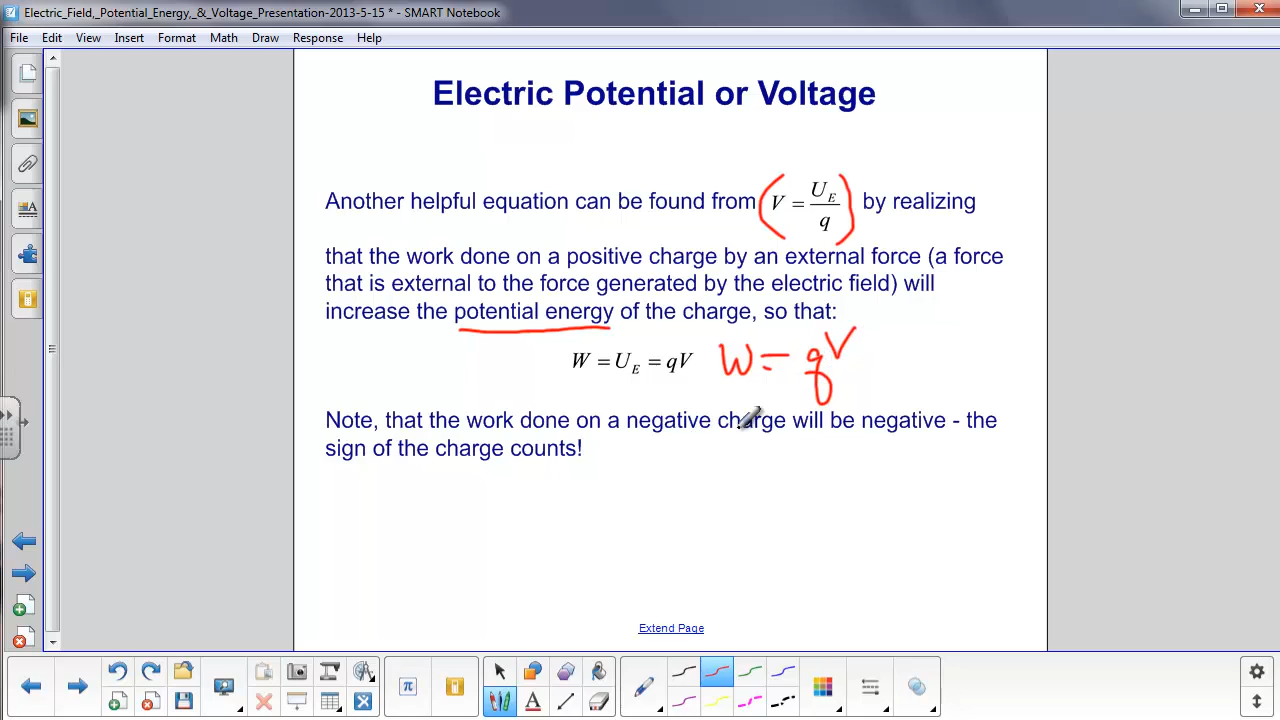 Electric_Field,_Potential_Energy,_&_Voltage_Presentation-2013-5-15 * - SMART Notebook
File Edit View Insert Format Math Draw Response Help
Electric Potential or Voltage
Another helpful equation can be found from (V = U_E / q) by realizing
that the work done on a positive charge by an external force (a force
that is external to the force generated by the electric field) will
increase the potential energy of the charge, so that:
W = U_E = qV W = qV
Note, that the work done on a negative charge will be negative - the
sign of the charge counts!
Extend Page